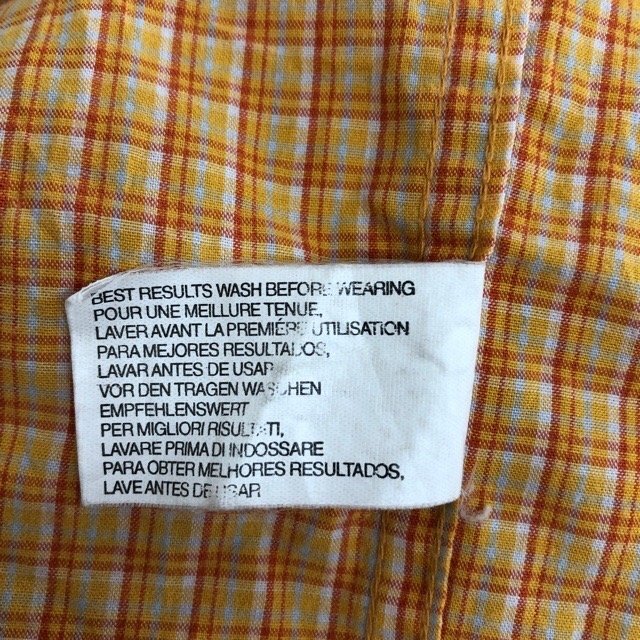 BEST RESULTS WASH BEFORE WEARING
POUR UNE MEILLURE TENUE,
LAVER AVANT LA PREMIÉRE UTILISATION
PARA MEJORES RESULTADOS,
LAVAR ANTES DE USAR
VOR DEN TRAGEN WASCHEN
EMPFEHLENSWERT
PER MIGLIORI RISULTATI,
LAVARE PRIMA DI INDOSSARE
PARA OBTER MELHORES RESULTADOS,
LAVE ANTES DE USAR